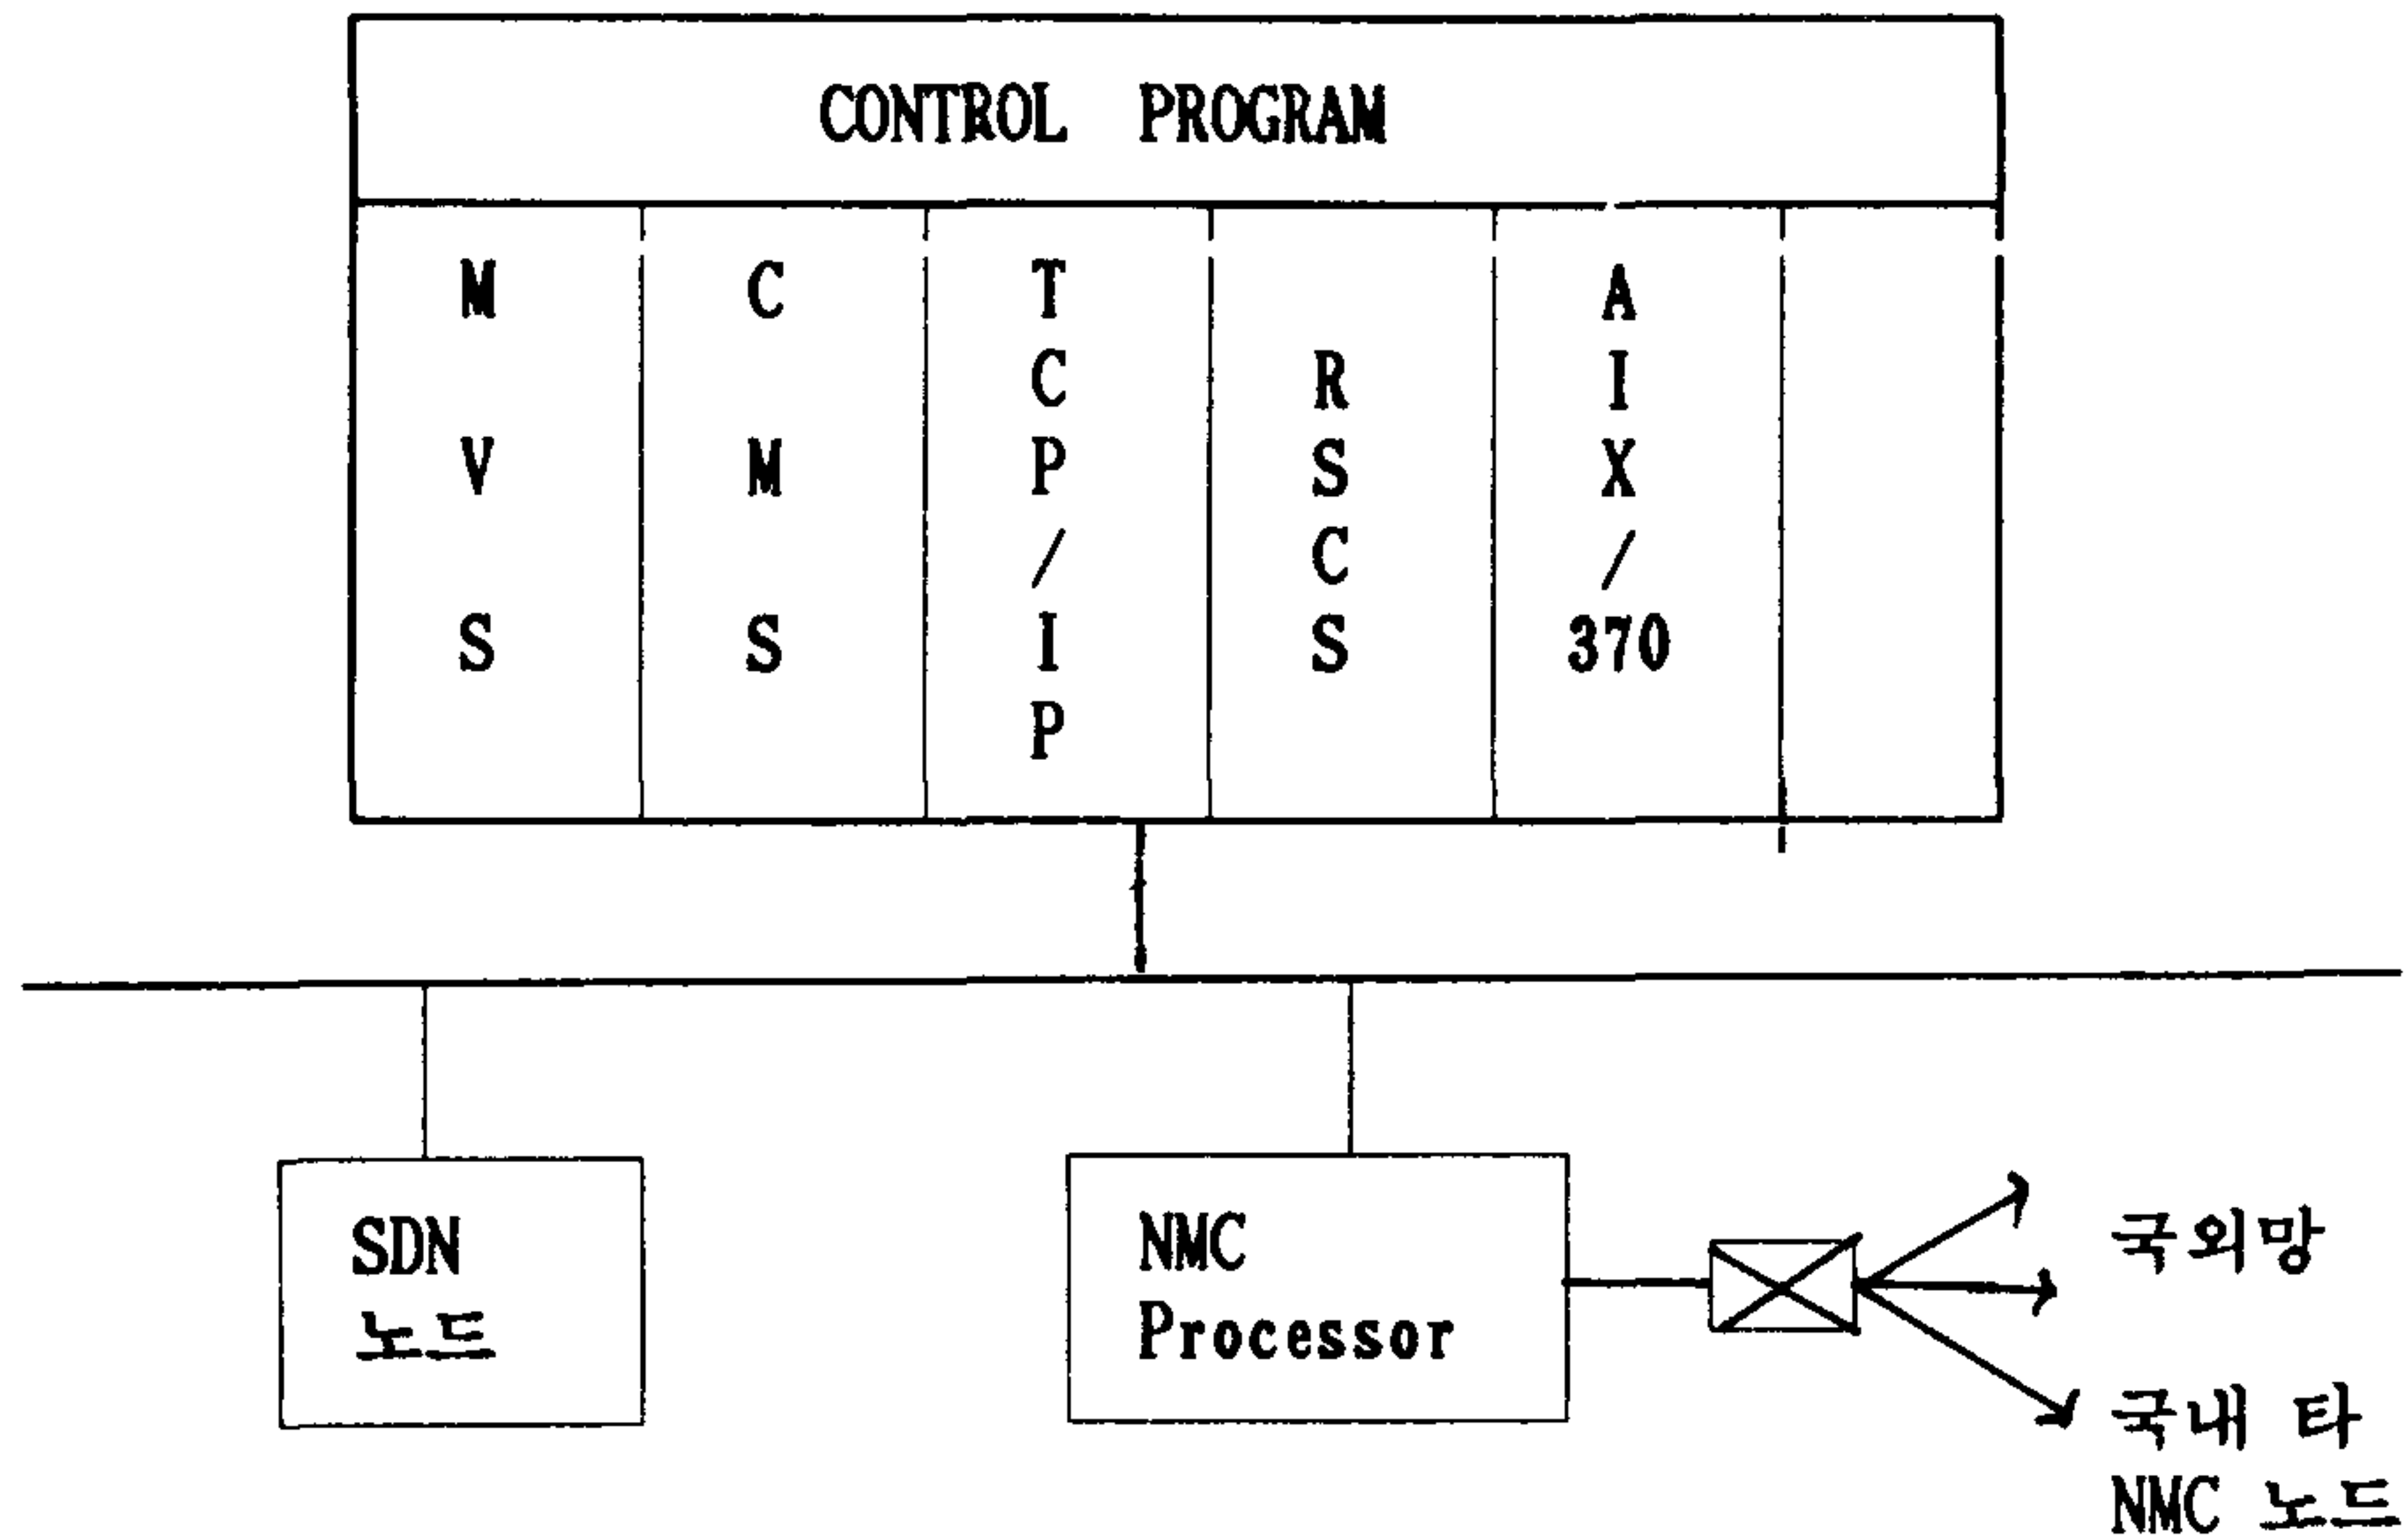 CONTROL PROGRAM
MVS
CMS
TCP/IP
RSCS
AIX/370
SDN
노드
NMC
Processor
국외망
국내 타
NMC 노드